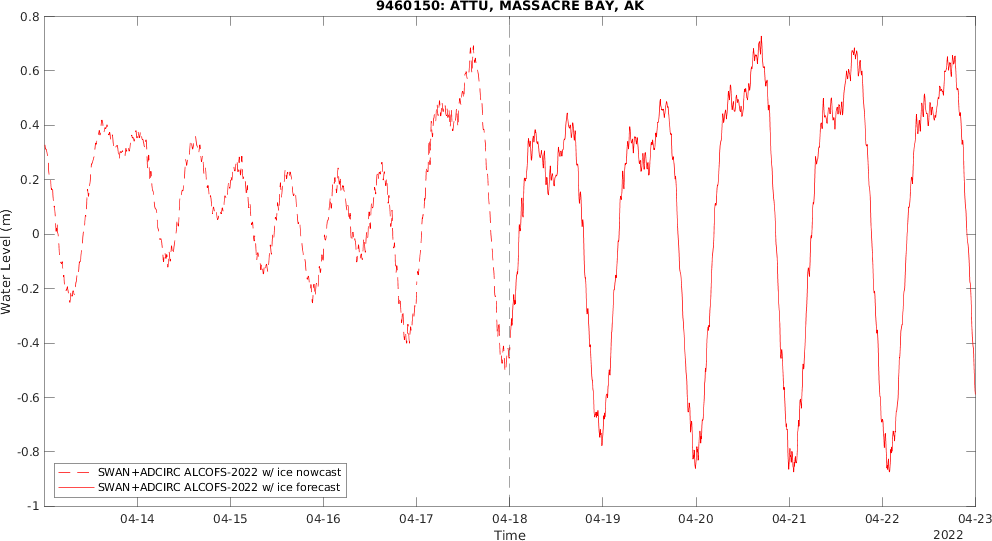 9460150: ATTU, MASSACRE BAY, AK
0.8
0.6
0.4
0.2
0
-0.2
-0.4
-0.6
-0.8
-1
Water Level (m)
SWAN+ADCIRC ALCOFS-2022 w/ ice nowcast
SWAN+ADCIRC ALCOFS-2022 w/ ice forecast
04-14 04-15 04-16 04-17 04-18 04-19 04-20 04-21 04-22 04-23
Time
2022